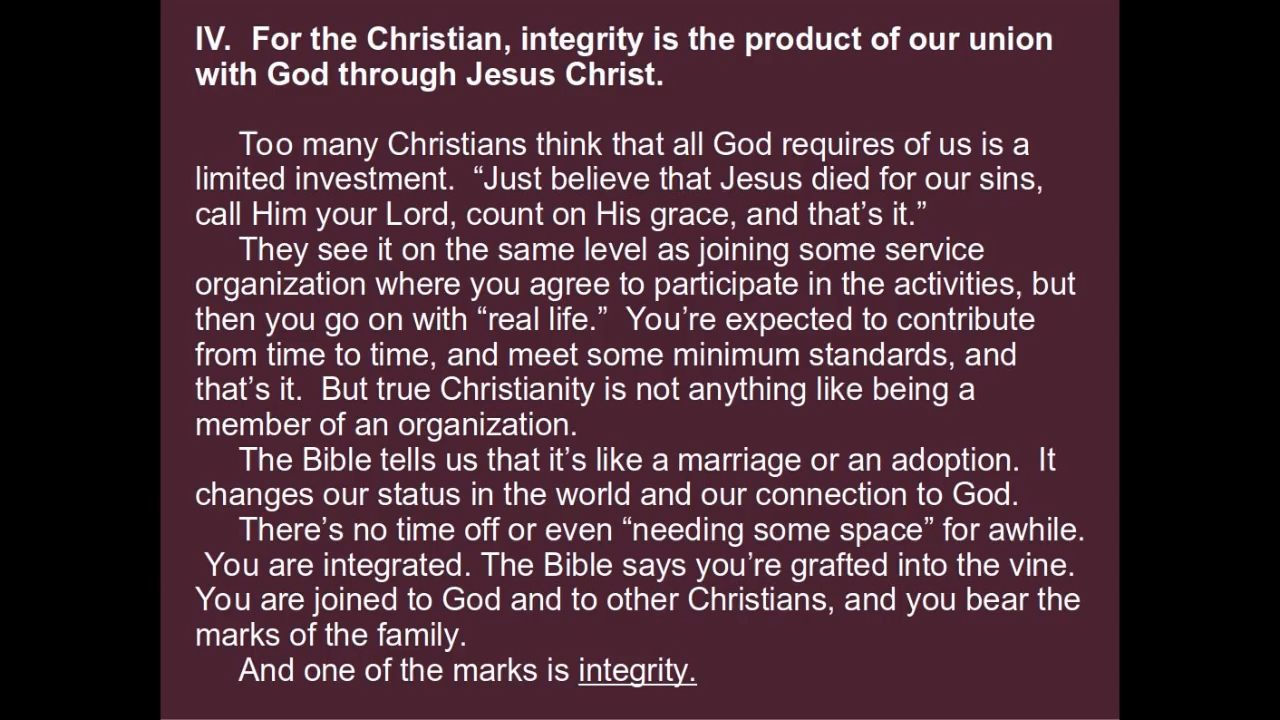 IV.  For the Christian, integrity is the product of our union
with God through Jesus Christ.
Too many Christians think that all God requires of us is a
limited investment.  “Just believe that Jesus died for our sins,
call Him your Lord, count on His grace, and that’s it.”
They see it on the same level as joining some service
organization where you agree to participate in the activities, but
then you go on with “real life.”  You’re expected to contribute
from time to time, and meet some minimum standards, and
that’s it.  But true Christianity is not anything like being a
member of an organization.
The Bible tells us that it’s like a marriage or an adoption.  It
changes our status in the world and our connection to God.
There’s no time off or even “needing some space” for awhile.
You are integrated. The Bible says you’re grafted into the vine.
You are joined to God and to other Christians, and you bear the
marks of the family.
And one of the marks is integrity.